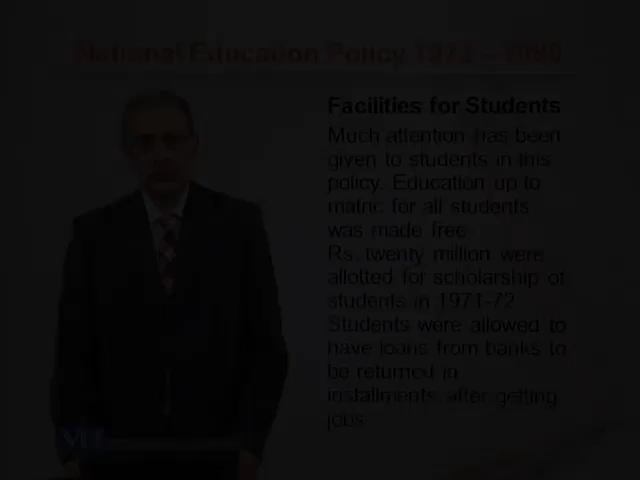 National Education Policy 1972 – 1980
Facilities for Students
Much attention has been
given to students in this
policy. Education up to
matric for all students
was made free.
Rs. twenty million were
allotted for scholarship of
students in 1971-72
Students were allowed to
have loans from banks to
be returned in
installments after getting
jobs